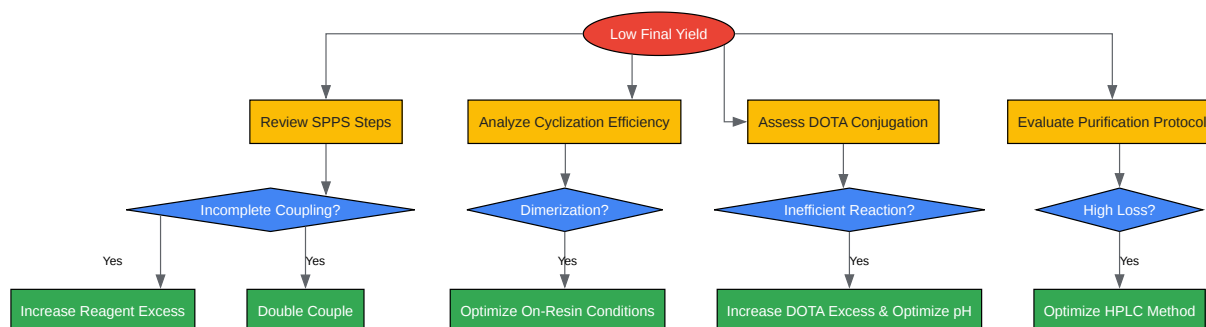 Low Final Yield
Review SPPS Steps
Analyze Cyclization Efficiency
Assess DOTA Conjugation
Evaluate Purification Protocol
Incomplete Coupling?
Dimerization?
Inefficient Reaction?
High Loss?
Yes
Yes
Yes
Yes
Yes
Increase Reagent Excess
Double Couple
Optimize On-Resin Conditions
Increase DOTA Excess & Optimize pH
Optimize HPLC Method